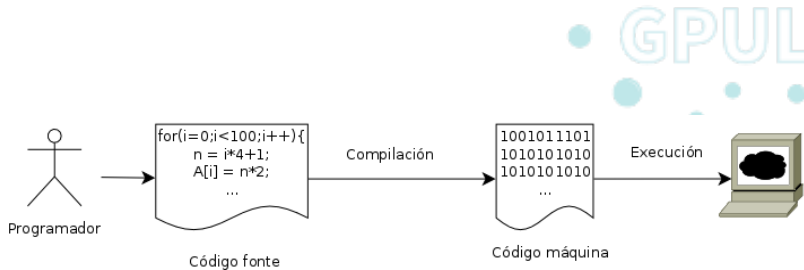 GPUL
for(i=0;i<100;i++){
n = i*4+1;
A[i] = n*2;
...
Compilación
1001011101
1010101010
1010101010
...
Execución
Programador
Código fonte
Código máquina